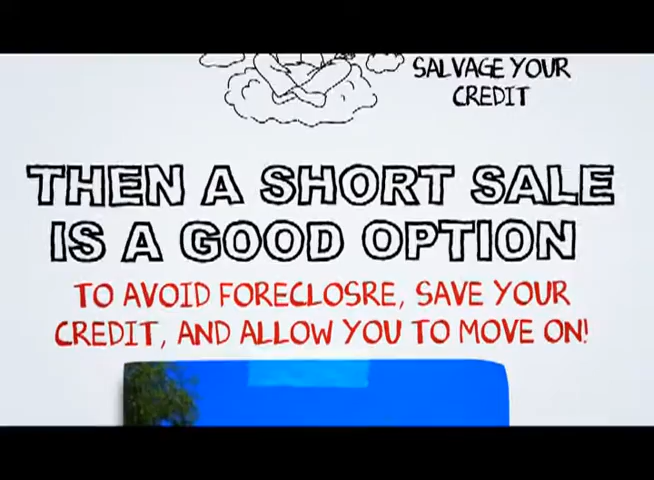 SALVAGE YOUR
CREDIT
THEN A SHORT SALE
IS A GOOD OPTION
TO AVOID FORECLOSRE, SAVE YOUR
CREDIT, AND ALLOW YOU TO MOVE ON!